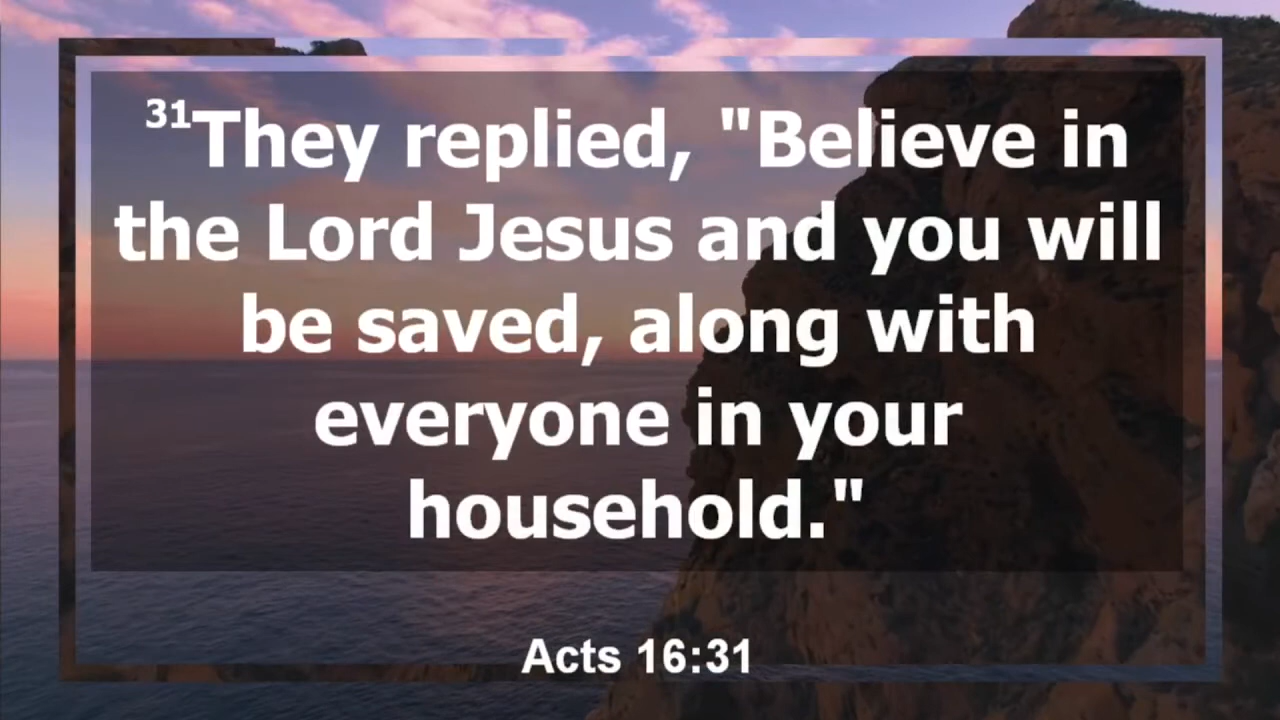 31They replied, "Believe in
the Lord Jesus and you will
be saved, along with
everyone in your
household."
Acts 16:31